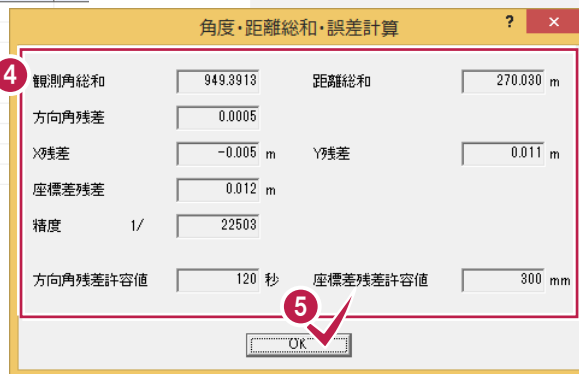 角度・距離総和・誤差計算 ? ×
4
観測角総和 949.3913 距離総和 270.030 m
方向角残差 0.0005
X残差 -0.005 m Y残差 0.011 m
座標差残差 0.012 m
精度 1/ 22503
方向角残差許容値 120 秒 座標差残差許容値 300 mm
5
OK